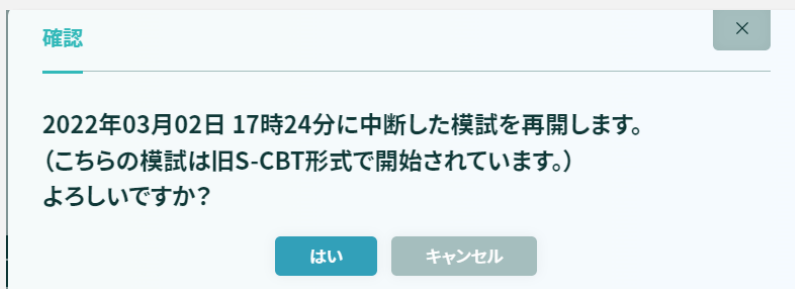 確認
×
2022年03月02日 17時24分に中断した模試を再開します。
（こちらの模試は旧S-CBT形式で開始されています。）
よろしいですか？
はい
キャンセル